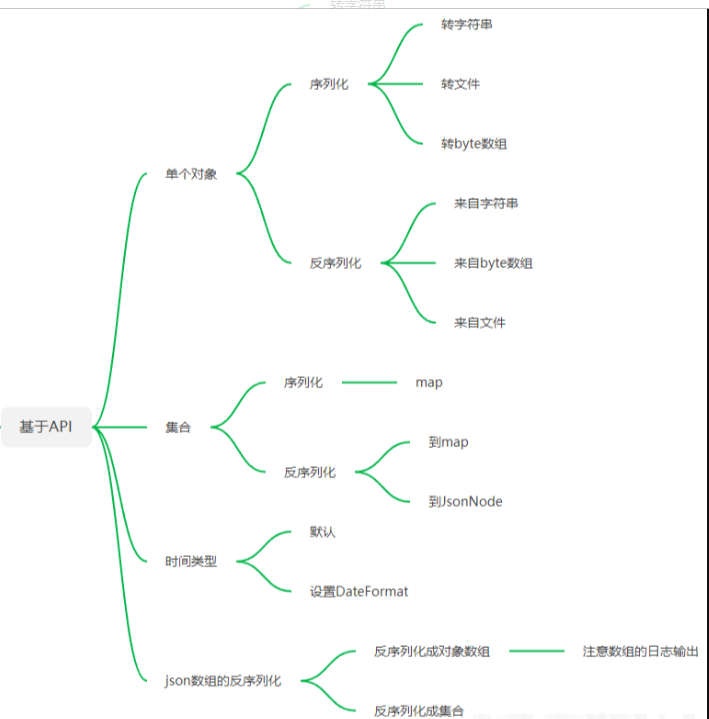 转字符串
转字符串
序列化
转文件
转byte数组
单个对象
来自字符串
反序列化
来自byte数组
来自文件
序列化
map
基于API
集合
到map
反序列化
到JsonNode
默认
时间类型
设置DateFormat
反序列化成对象数组
注意数组的日志输出
json数组的反序列化
反序列化成集合